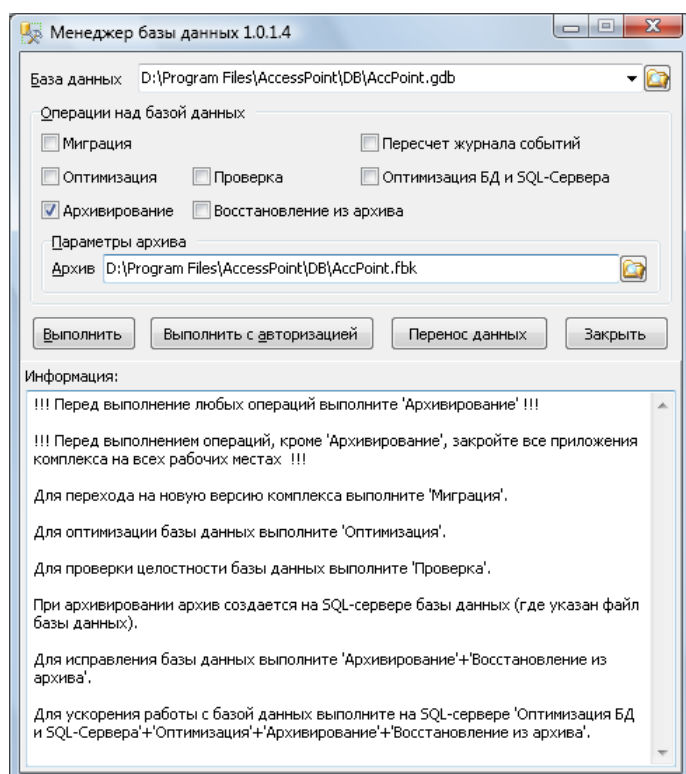 Менеджер базы данных 1.0.1.4
База данных D:\Program Files\AccessPoint\DB\AccPoint.gdb
Операции над базой данных
Миграция Пересчет журнала событий
Оптимизация Проверка Оптимизация БД и SQL-Сервера
Архивирование Восстановление из архива
Параметры архива
Архив D:\Program Files\AccessPoint\DB\AccPoint.fbk
Выполнить Выполнить с авторизацией Перенос данных Закрыть
Информация:
!!! Перед выполнение любых операций выполните 'Архивирование' !!!
!!! Перед выполнением операций, кроме 'Архивирование', закройте все приложения
комплекса на всех рабочих местах !!!
Для перехода на новую версию комплекса выполните 'Миграция'.
Для оптимизации базы данных выполните 'Оптимизация'.
Для проверки целостности базы данных выполните 'Проверка'.
При архивировании архив создается на SQL-сервере базы данных (где указан файл
базы данных).
Для исправления базы данных выполните 'Архивирование'+'Восстановление из
архива'.
Для ускорения работы с базой данных выполните на SQL-сервере 'Оптимизация БД
и SQL-Сервера'+'Оптимизация'+'Архивирование'+'Восстановление из архива'.